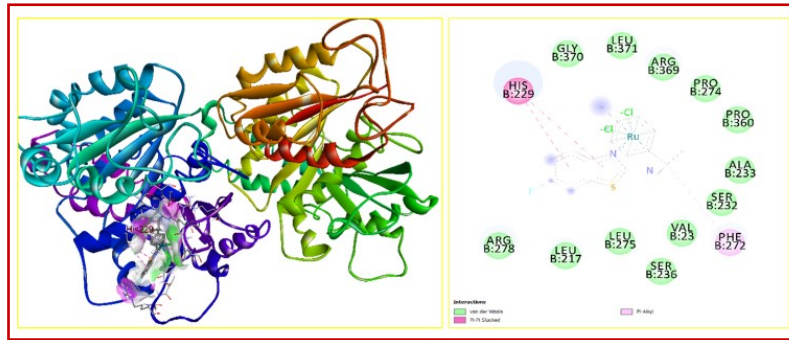 His229
GLY
B:370
LEU
B:371
ARG
B:369
PRO
B:274
HIS
B:229
PRO
B:360
-Cl
-Cl
Ru
N
N
S
ALA
B:233
SER
B:232
PHE
B:272
VAL
B:23
LEU
B:275
LEU
B:217
ARG
B:278
SER
B:236
Interactions
van der Waals
Pi-Pi Stacked
Pi-Alkyl